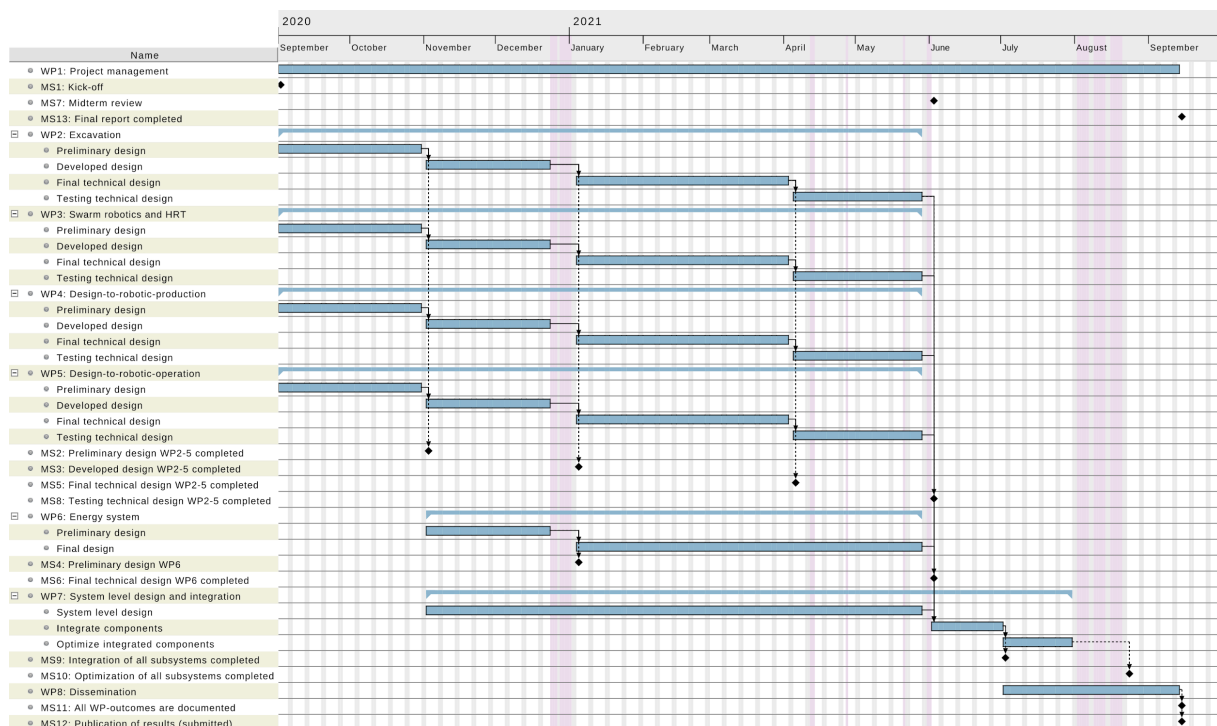 2020 2021
September October November December January February March April May June July August September
Name
WP1: Project management
MS1: Kick-off
MS7: Midterm review
MS13: Final report completed
WP2: Excavation
Preliminary design
Developed design
Final technical design
Testing technical design
WP3: Swarm robotics and HRT
Preliminary design
Developed design
Final technical design
Testing technical design
WP4: Design-to-robotic-production
Preliminary design
Developed design
Final technical design
Testing technical design
WP5: Design-to-robotic-operation
Preliminary design
Developed design
Final technical design
Testing technical design
MS2: Preliminary design WP2-5 completed
MS3: Developed design WP2-5 completed
MS5: Final technical design WP2-5 completed
MS8: Testing technical design WP2-5 completed
WP6: Energy system
Preliminary design
Final design
MS4: Preliminary design WP6
MS6: Final technical design WP6 completed
WP7: System level design and integration
System level design
Integrate components
Optimize integrated components
MS9: Integration of all subsystems completed
MS10: Optimization of all subsystems completed
WP8: Dissemination
MS11: All WP-outcomes are documented
MS12: Publication of results (submitted)